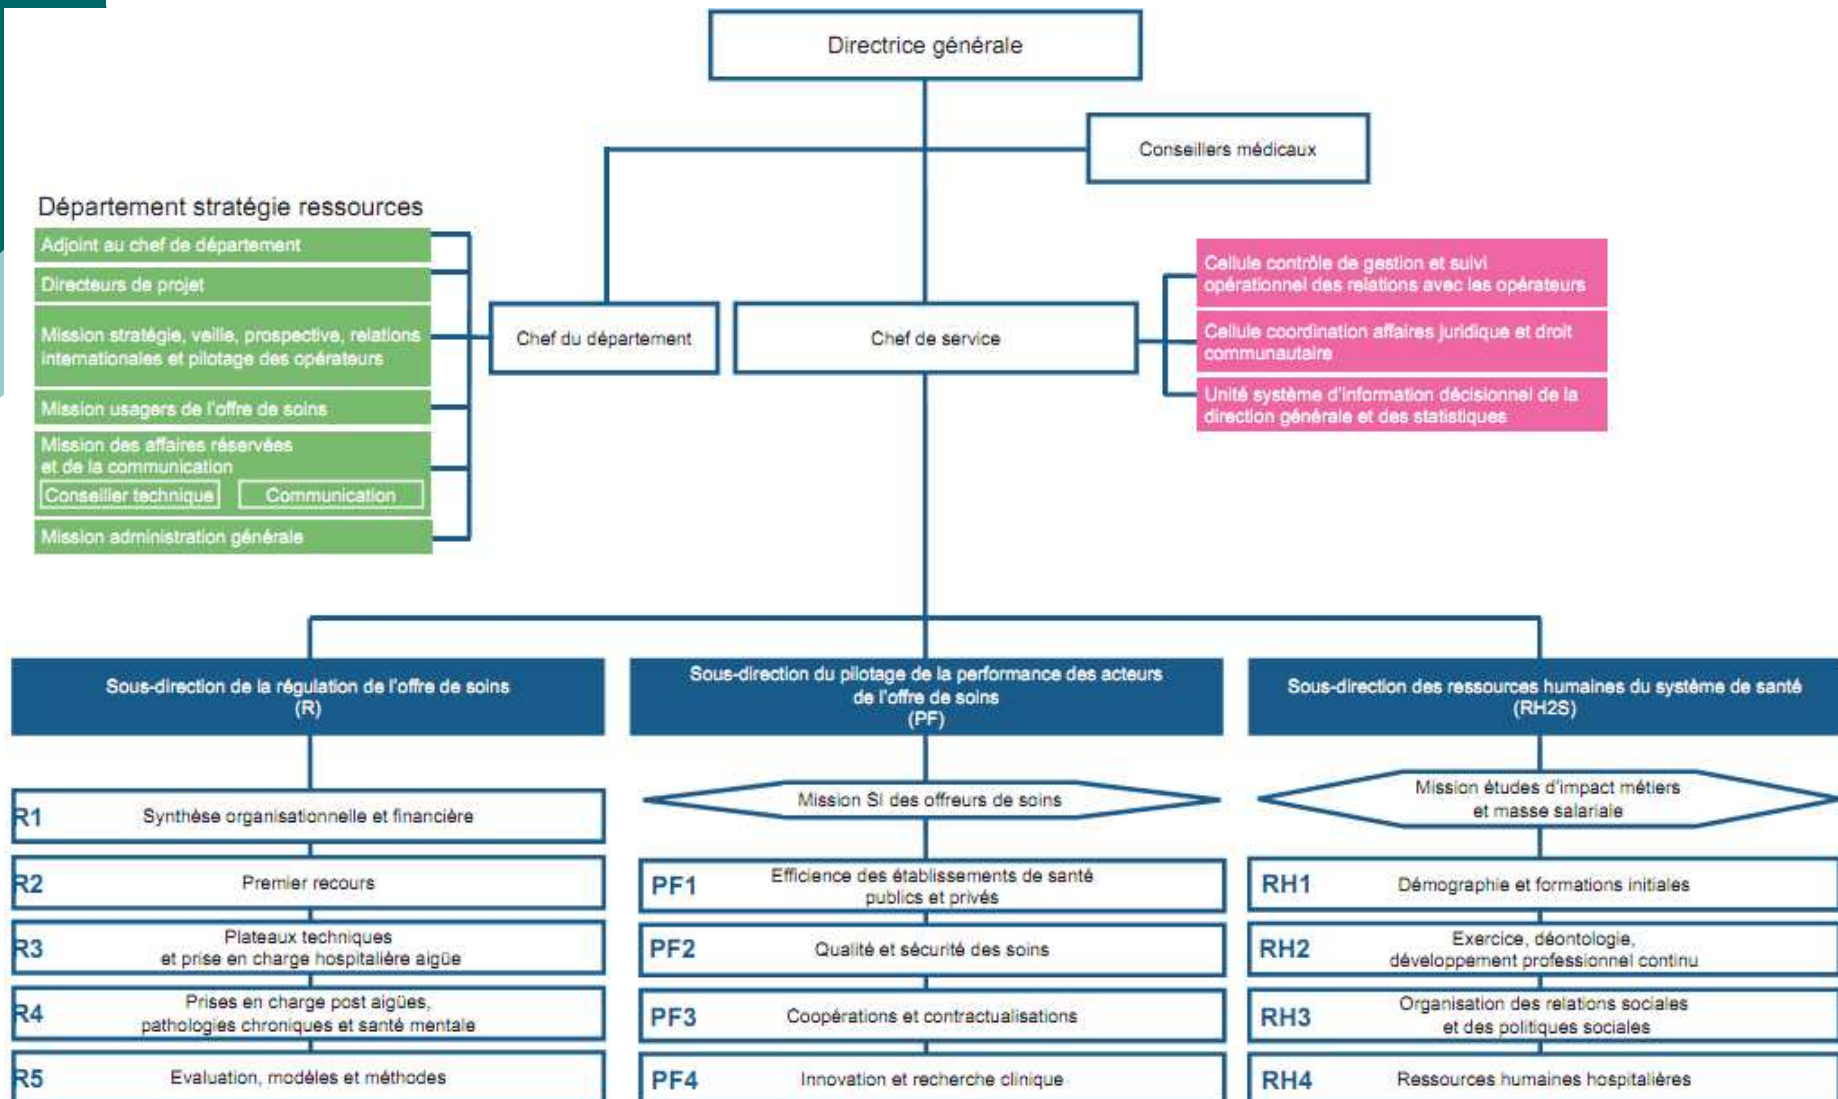 Directrice générale
Conseillers médicaux
Département stratégie ressources
Adjoint au chef de département
Directeurs de projet
Mission stratégie, veille, prospective, relations
internationales et pilotage des opérateurs
Mission usagers de l'offre de soins
Mission des affaires réservées
et de la communication
Conseiller technique
Communication
Mission administration générale
Chef du département
Chef de service
Cellule contrôle de gestion et suivi
opérationnel des relations avec les opérateurs
Cellule coordination affaires juridique et droit
communautaire
Unité système d'information décisionnel de la
direction générale et des statistiques
Sous-direction de la régulation de l'offre de soins
(R)
R1 Synthèse organisationnelle et financière
R2 Premier recours
R3 Plateaux techniques
et prise en charge hospitalière aigüe
R4 Prises en charge post aigües,
pathologies chroniques et santé mentale
R5 Evaluation, modèles et méthodes
Sous-direction du pilotage de la performance des acteurs
de l'offre de soins
(PF)
Mission SI des offreurs de soins
PF1 Efficience des établissements de santé
publics et privés
PF2 Qualité et sécurité des soins
PF3 Coopérations et contractualisations
PF4 Innovation et recherche clinique
Sous-direction des ressources humaines du système de santé
(RH2S)
Mission études d'impact métiers
et masse salariale
RH1 Démographie et formations initiales
RH2 Exercice, déontologie,
développement professionnel continu
RH3 Organisation des relations sociales
et des politiques sociales
RH4 Ressources humaines hospitalières